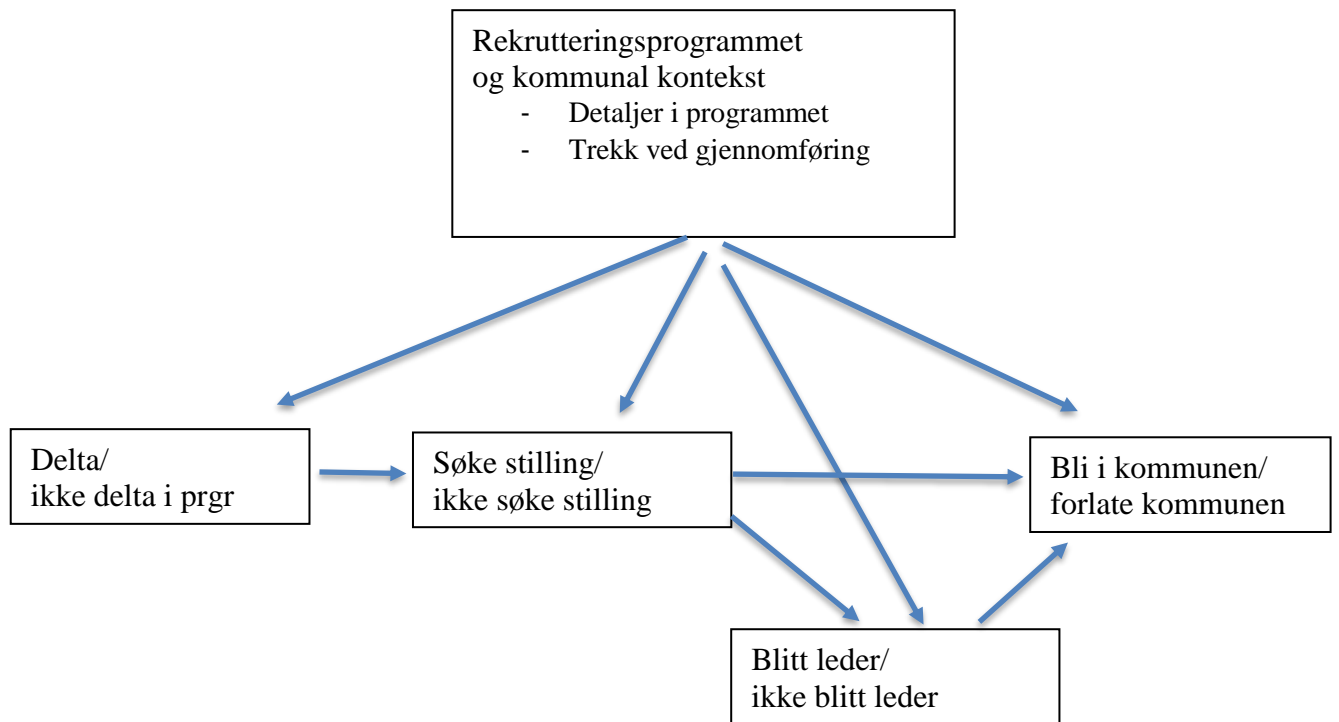 Rekrutteringsprogrammet
og kommunal kontekst
- Detaljer i programmet
- Trekk ved gjennomføring
Delta/
ikke delta i prgr
Søke stilling/
ikke søke stilling
Bli i kommunen/
forlate kommunen
Blitt leder/
ikke blitt leder